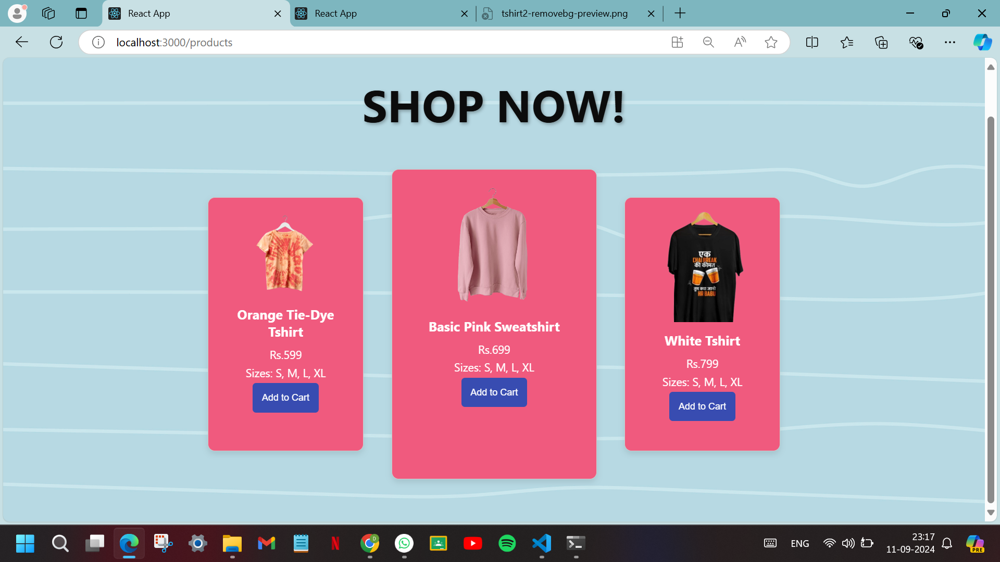 React App
React App
tshirt2-removebg-preview.png
localhost:3000/products
SHOP NOW!
Orange Tie-Dye
Tshirt
Rs.599
Sizes: S, M, L, XL
Add to Cart
Basic Pink Sweatshirt
Rs.699
Sizes: S, M, L, XL
Add to Cart
एक
CHAI BREAK
की कीमत
तुम क्या जानो
HR BABU
White Tshirt
Rs.799
Sizes: S, M, L, XL
Add to Cart
D
ENG
23:17
11-09-2024
PRE